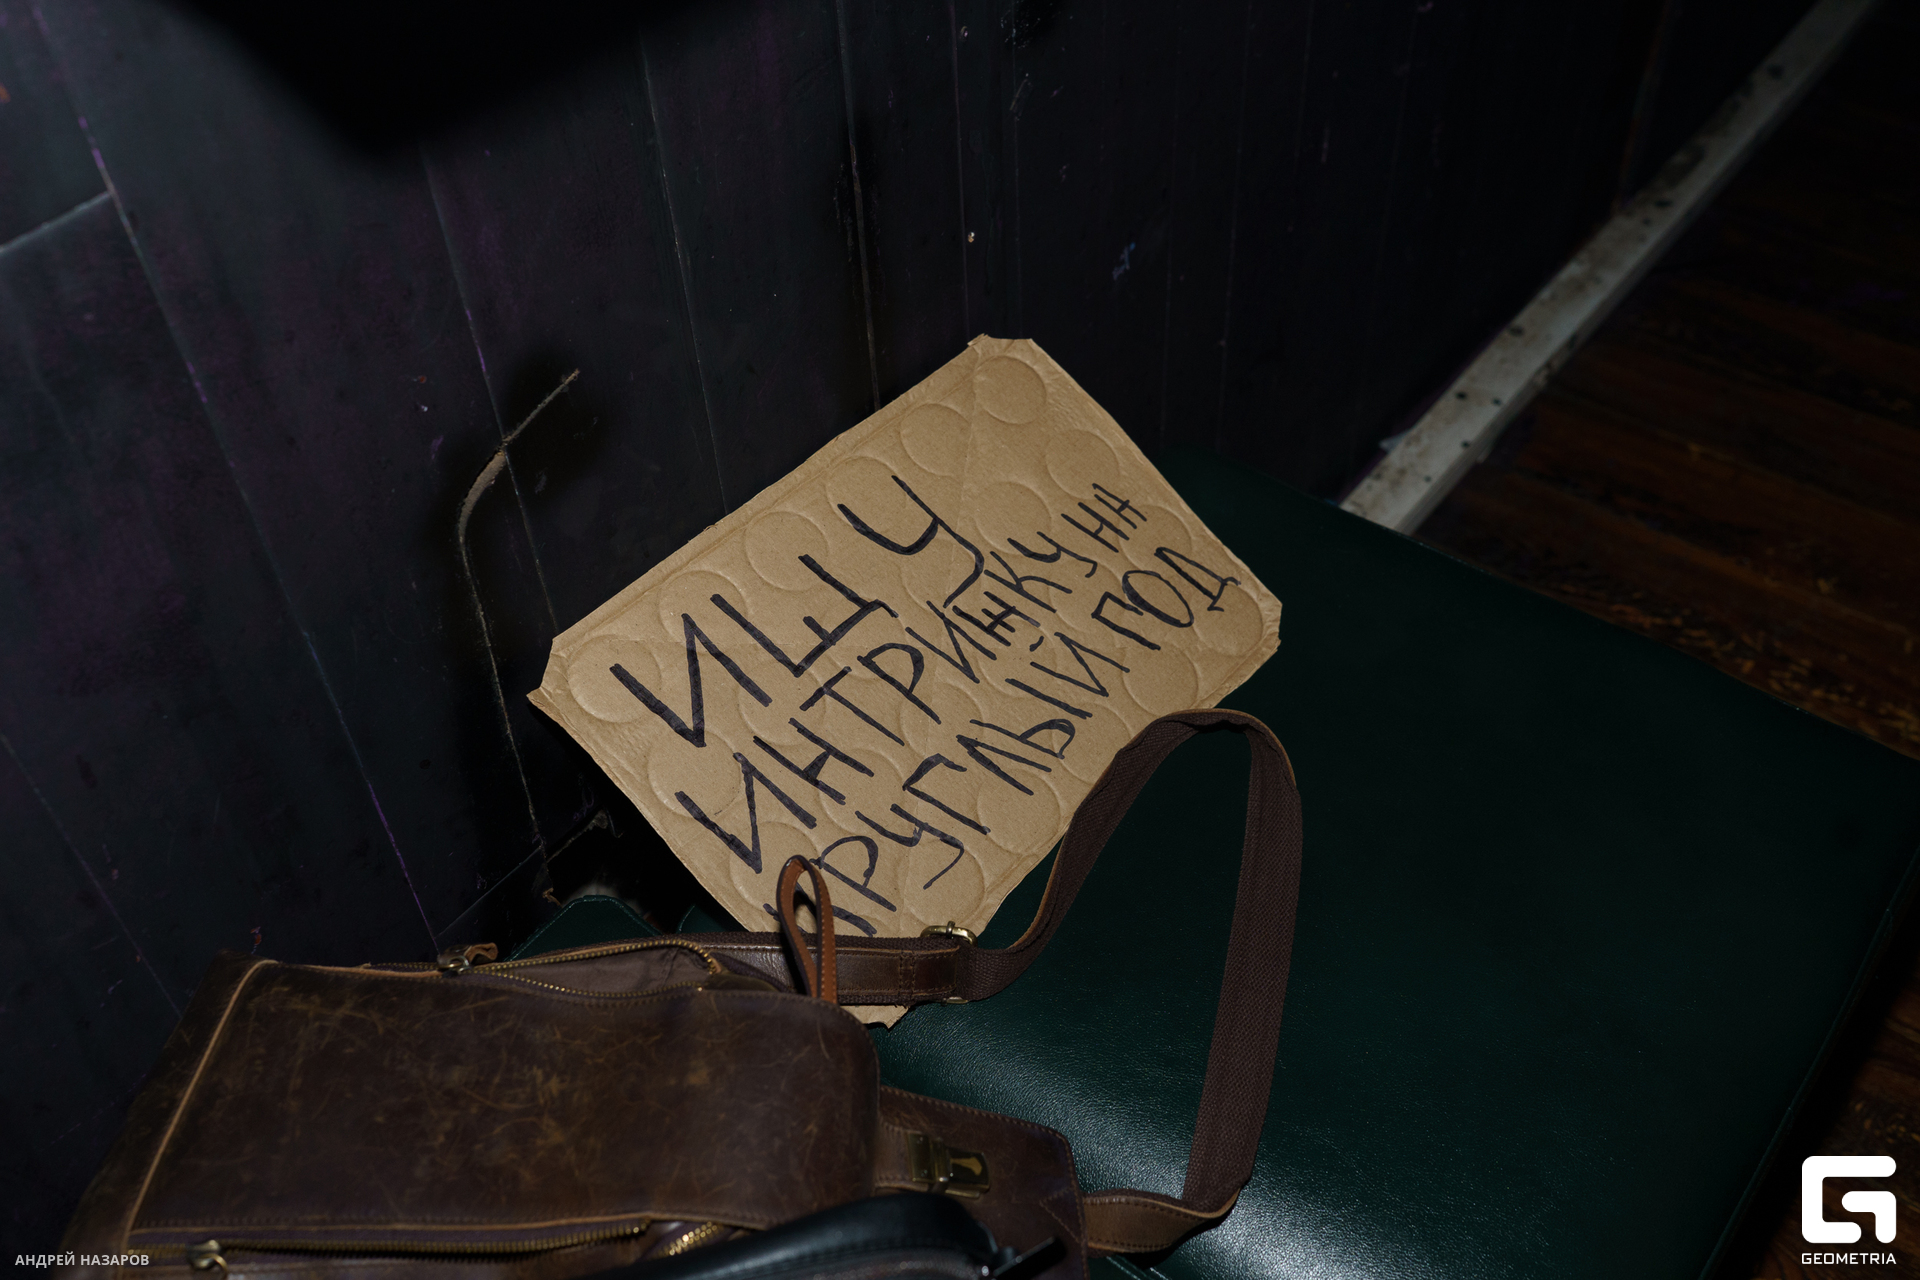 ИЩУ
ИНТРИЖКУ НА
КРУГЛЫЙ ГОД
АНДРЕЙ НАЗАРОВ
GEOMETRIA